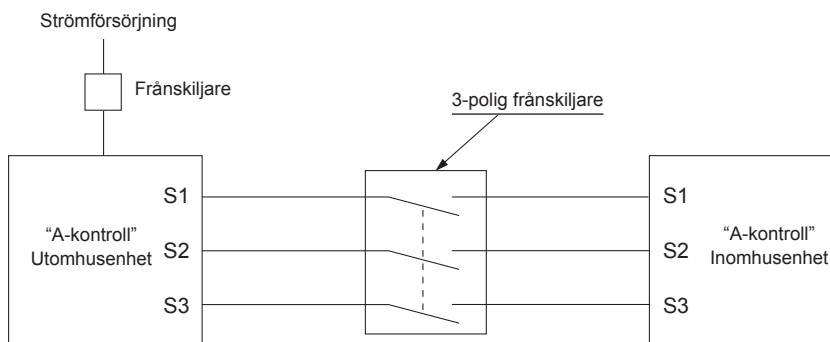 Strömförsörjning
Frånskiljare
3-polig frånskiljare
S1
S1
“A-kontroll”
Utomhusenhet
S2
S2
“A-kontroll”
Inomhusenhet
S3
S3